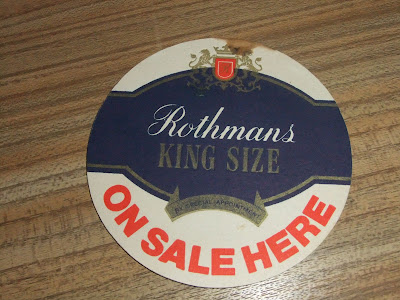 Rothmans
KING SIZE
BY SPECIAL APPOINTMENT
ON SALE HERE